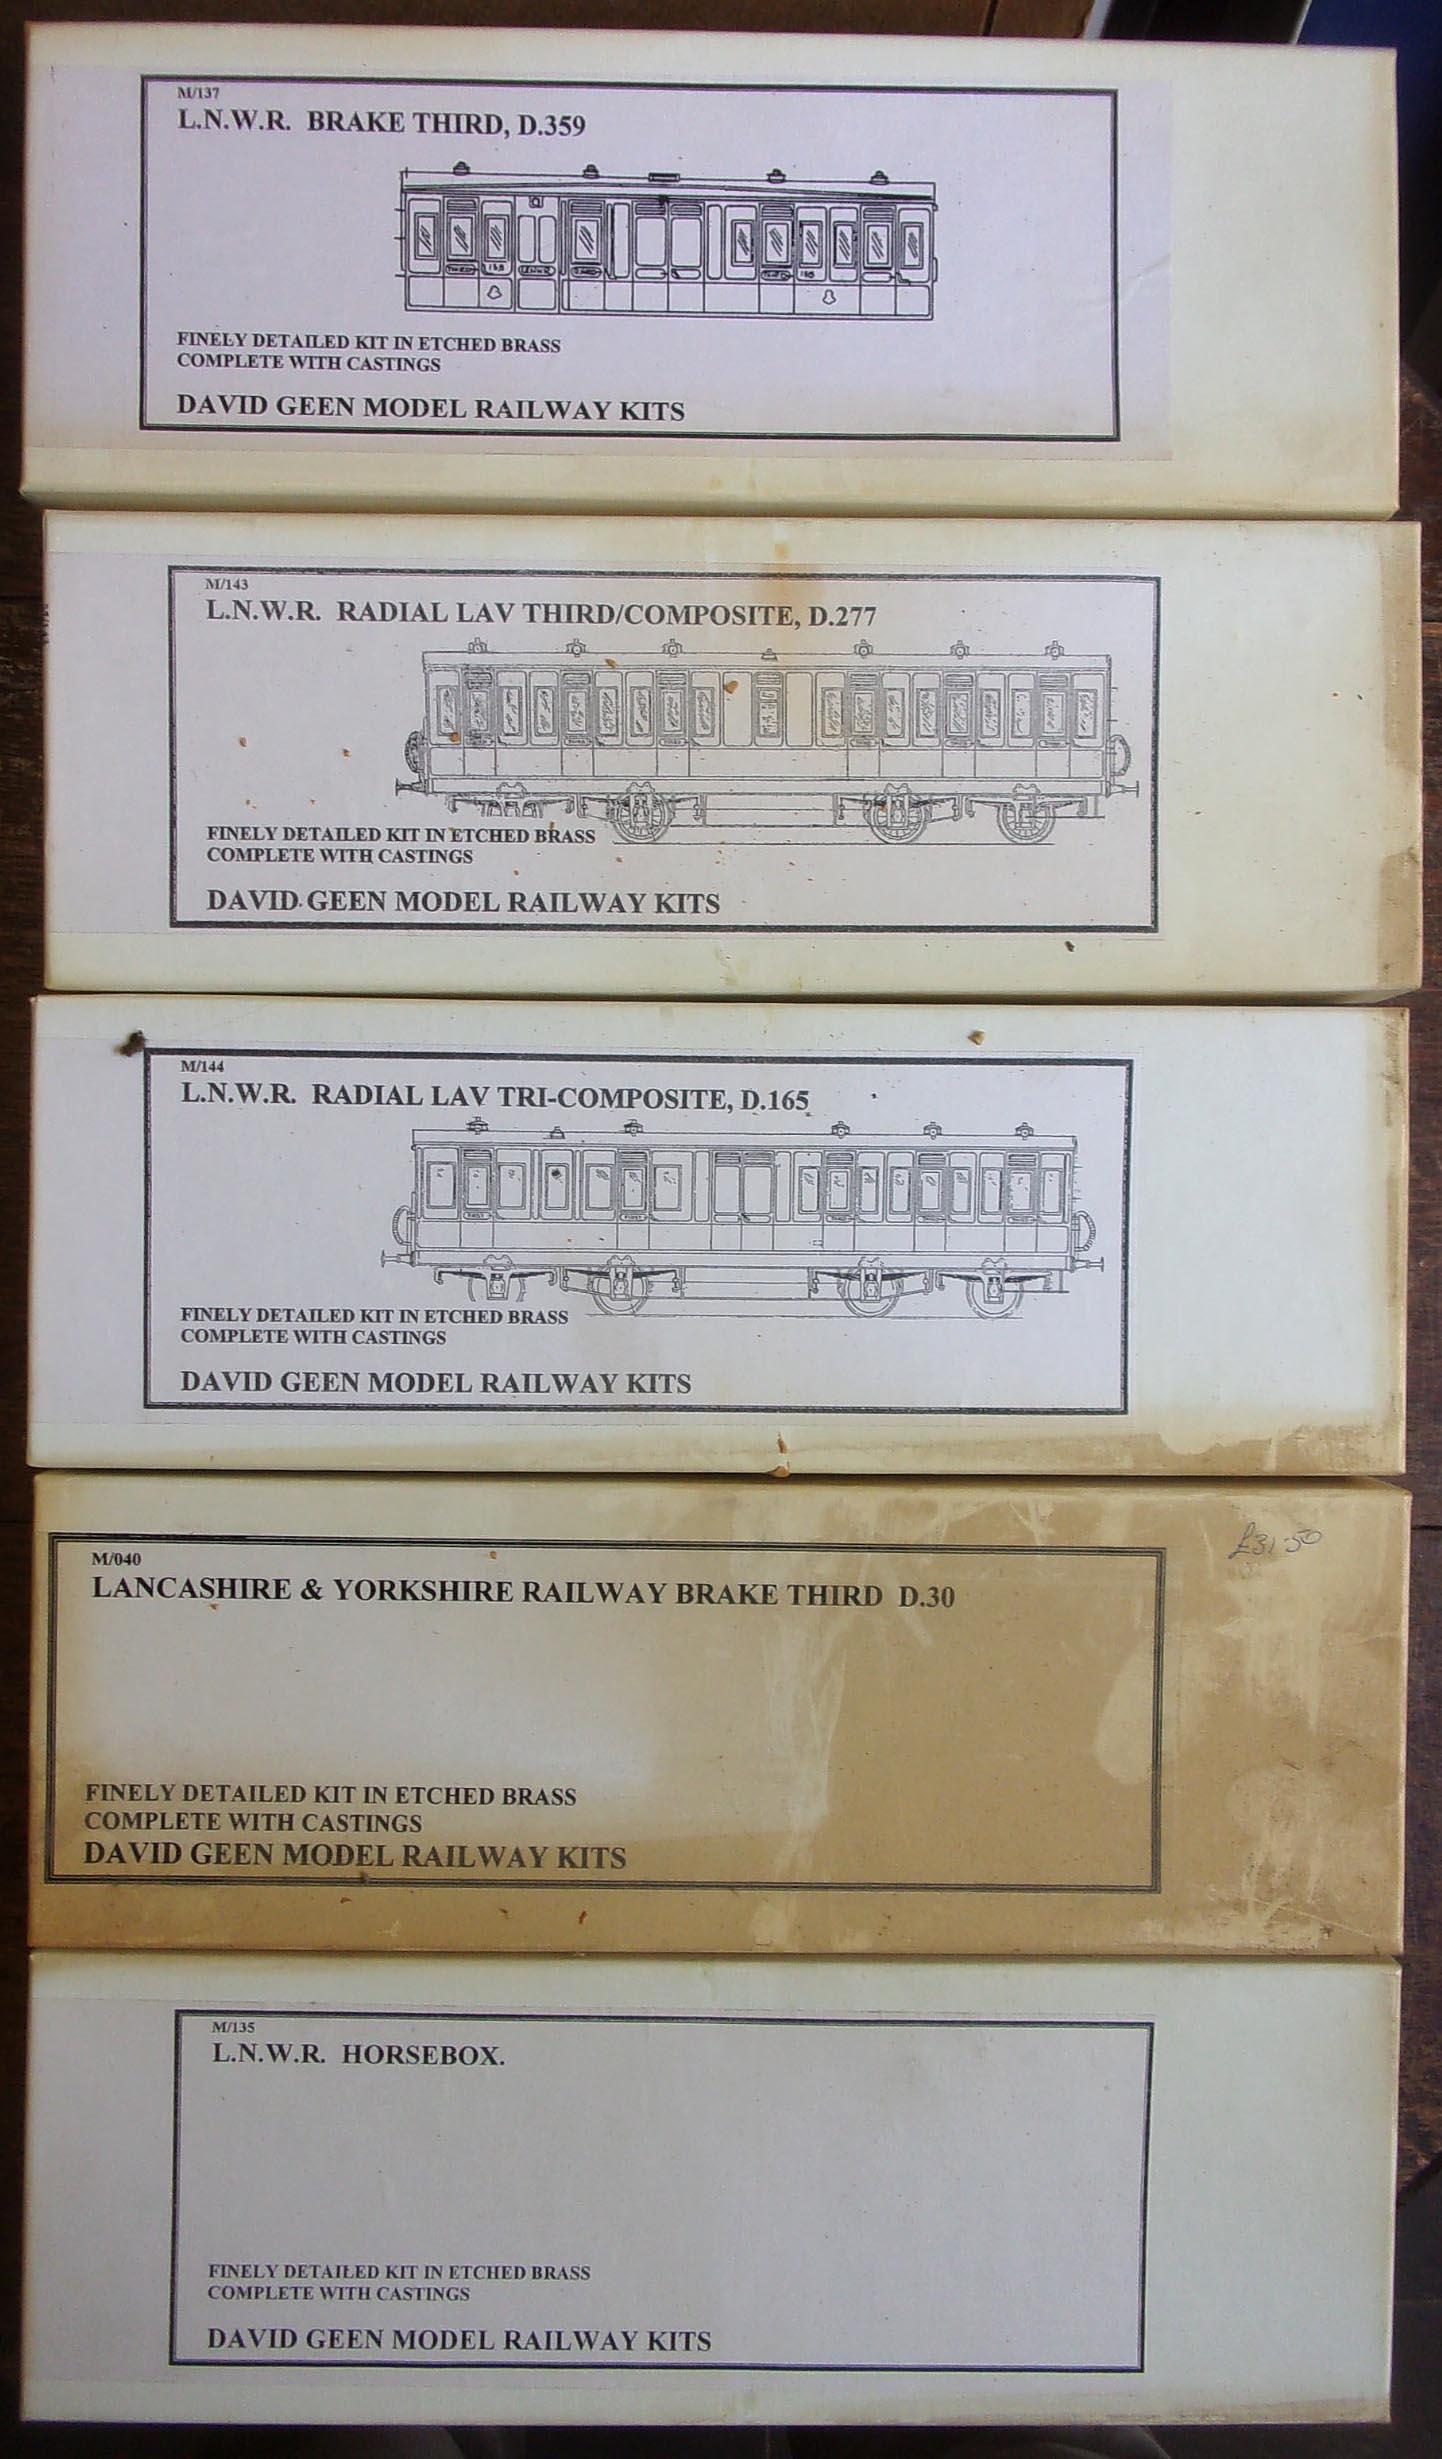 M/137
L.N.W.R. BRAKE THIRD, D.359
FINELY DETAILED KIT IN ETCHED BRASS
COMPLETE WITH CASTINGS
DAVID GEEN MODEL RAILWAY KITS
M/143
L.N.W.R. RADIAL LAV THIRD/COMPOSITE, D.277
FINELY DETAILED KIT IN ETCHED BRASS
COMPLETE WITH CASTINGS
DAVID GEEN MODEL RAILWAY KITS
M/144
L.N.W.R. RADIAL LAV TRI-COMPOSITE, D.165
FINELY DETAILED KIT IN ETCHED BRASS
COMPLETE WITH CASTINGS
DAVID GEEN MODEL RAILWAY KITS
£31-50
M/040
LANCASHIRE & YORKSHIRE RAILWAY BRAKE THIRD D.30
FINELY DETAILED KIT IN ETCHED BRASS
COMPLETE WITH CASTINGS
DAVID GEEN MODEL RAILWAY KITS
M/135
L.N.W.R. HORSEBOX.
FINELY DETAILED KIT IN ETCHED BRASS
COMPLETE WITH CASTINGS
DAVID GEEN MODEL RAILWAY KITS